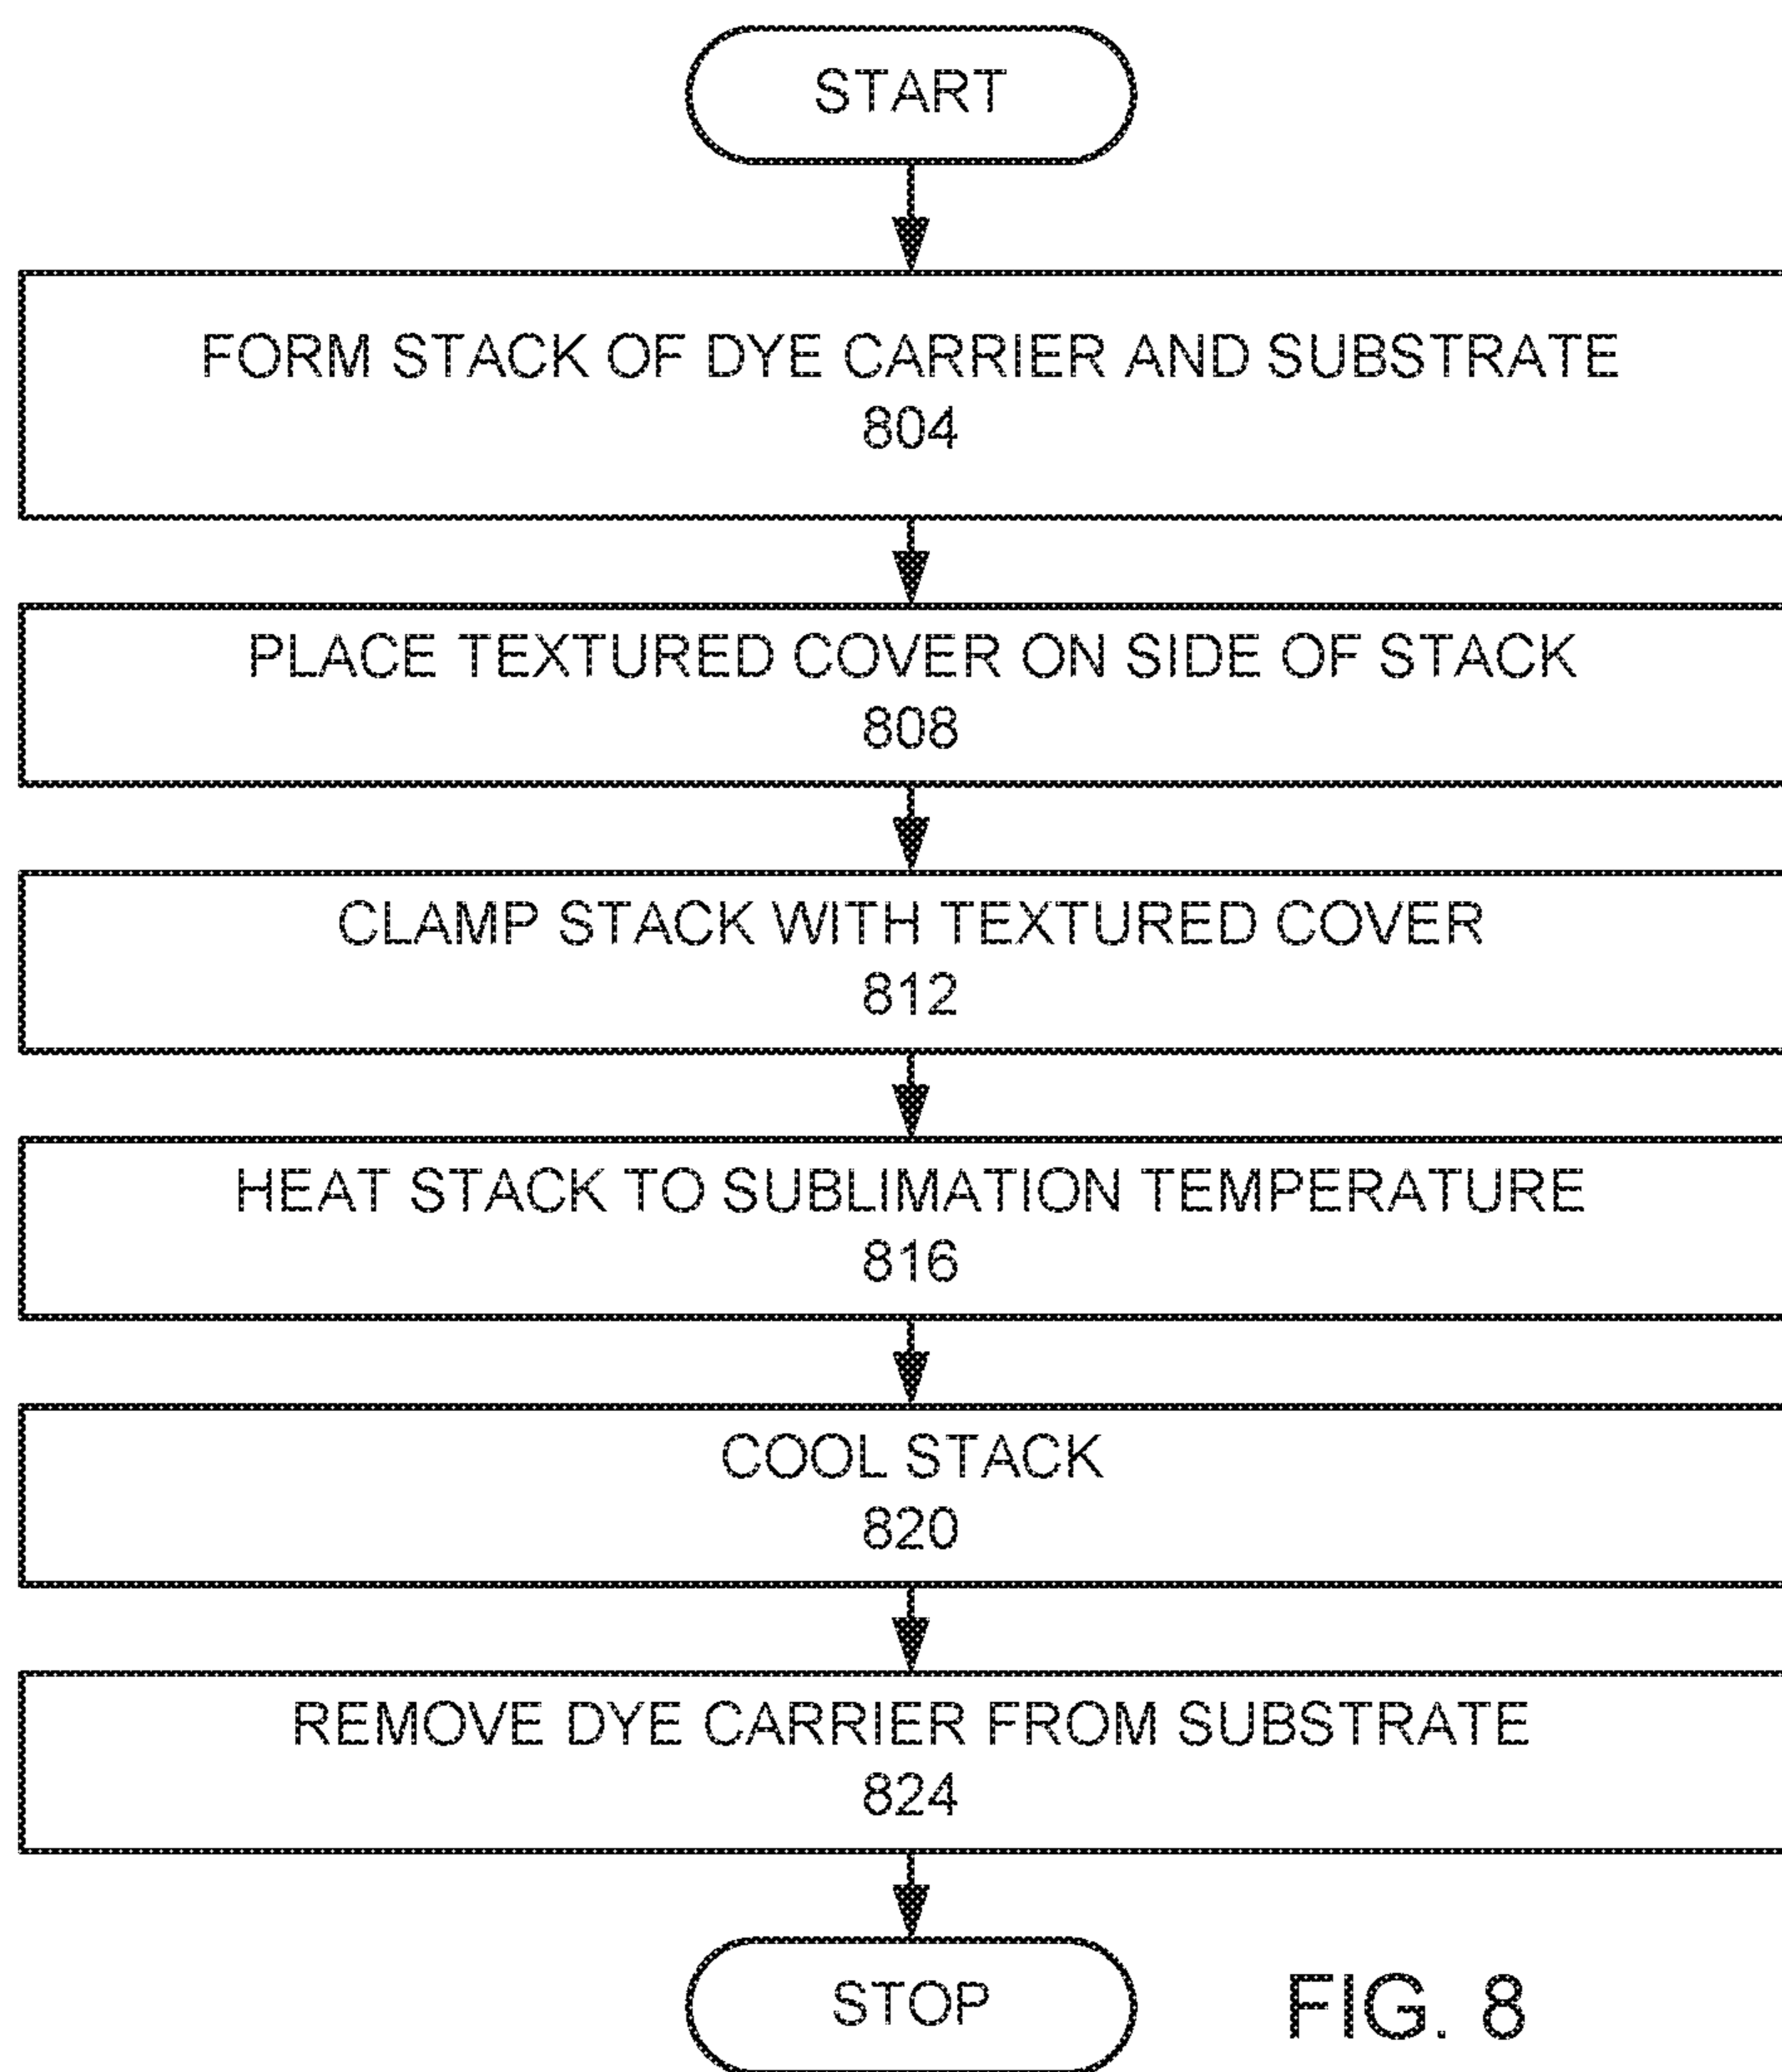 START
FORM STACK OF DYE CARRIER AND SUBSTRATE
804
PLACE TEXTURED COVER ON SIDE OF STACK
808
CLAMP STACK WITH TEXTURED COVER
812
HEAT STACK TO SUBLIMATION TEMPERATURE
816
COOL STACK
820
REMOVE DYE CARRIER FROM SUBSTRATE
824
STOP
FIG. 8